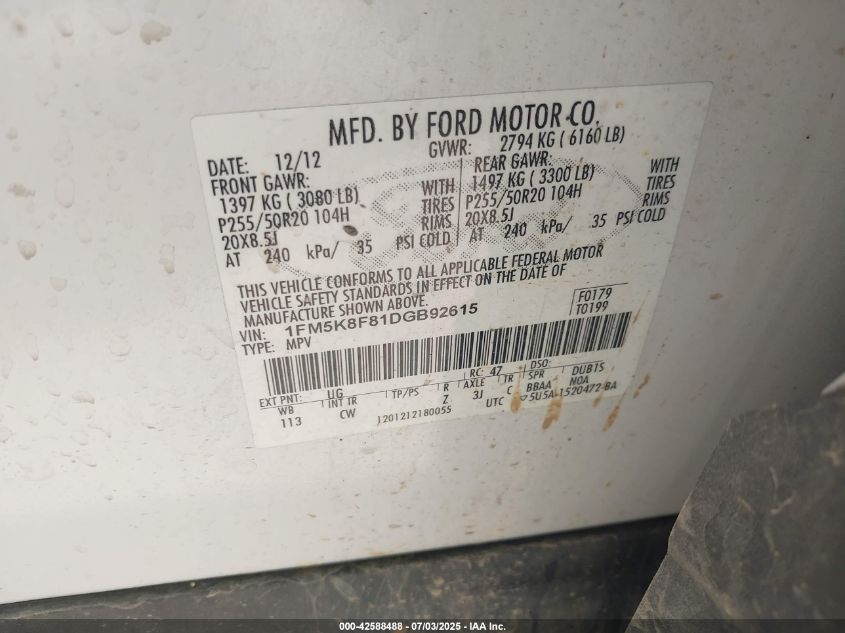 MFD. BY FORD MOTOR CO.
DATE: 12/12 GVWR: 2794 KG ( 6160 LB)
FRONT GAWR: REAR GAWR:
1397 KG ( 3080 LB) WITH 1497 KG ( 3300 LB) WITH
P255/50R20 104H TIRES P255/50R20 104H TIRES
20X8.5J RIMS 20X8.5J RIMS
AT 240 kPa/ 35 PSI COLD AT 240 kPa/ 35 PSI COLD
THIS VEHICLE CONFORMS TO ALL APPLICABLE FEDERAL MOTOR
VEHICLE SAFETY STANDARDS IN EFFECT ON THE DATE OF
MANUFACTURE SHOWN ABOVE.
VIN: 1FM5K8F81DGB92615 F0179
TYPE: MPV T0199
RC: 47 DSO:
EXT PNT: UG AXLE TR SPR DUB1S
WB INT TR TP/PS R 3J C BBAA NOA
113 CW Z UTC 5U5A-1520472-BA
1201212180055
000-42588488 - 07/03/2025 - IAA Inc.